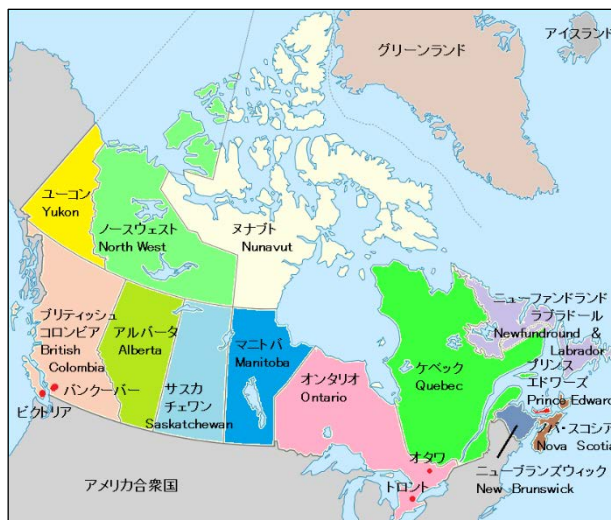 アイスランド
グリーンランド
ユーコン
Yukon
ノースウェスト
North West
ヌナブト
Nunavut
ブリティッシュ
コロンビア
British
Colombia
アルバータ
Alberta
サスカ
チェワン
Saskatchewan
マニトバ
Manitoba
オンタリオ
Ontario
ケベック
Quebec
ニューファンドランド
ラブラドール
Newfundround &
Labrador
プリンス
エドワーズ
Prince Edward
ノバ・スコシア
Nova Scotia
ニューブランズウィック
New Brunswick
バンクーバー
ビクトリア
オタワ
トロント
アメリカ合衆国